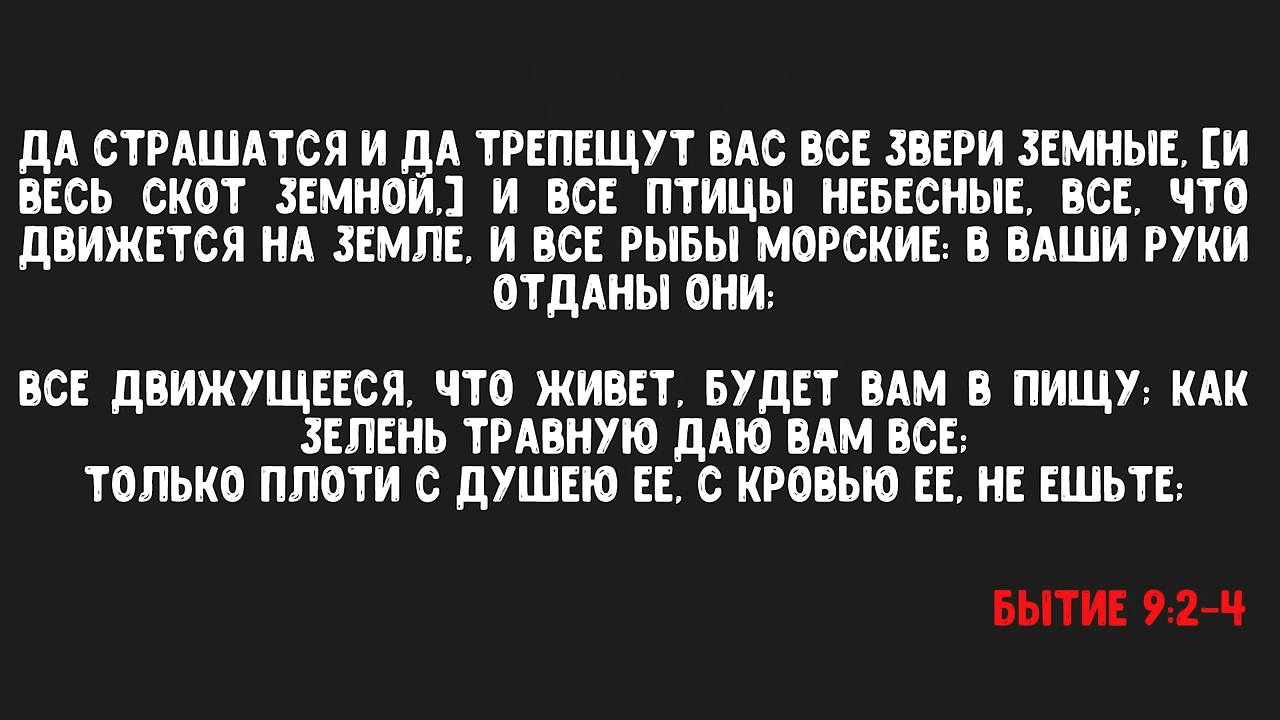 ДА СТРАШАТСЯ И ДА ТРЕПЕЩУТ ВАС ВСЕ ЗВЕРИ ЗЕМНЫЕ, [И
ВЕСЬ СКОТ ЗЕМНОЙ,] И ВСЕ ПТИЦЫ НЕБЕСНЫЕ, ВСЕ, ЧТО
ДВИЖЕТСЯ НА ЗЕМЛЕ, И ВСЕ РЫБЫ МОРСКИЕ: В ВАШИ РУКИ
ОТДАНЫ ОНИ;
ВСЕ ДВИЖУЩЕЕСЯ, ЧТО ЖИВЕТ, БУДЕТ ВАМ В ПИЩУ; КАК
ЗЕЛЕНЬ ТРАВНУЮ ДАЮ ВАМ ВСЕ;
ТОЛЬКО ПЛОТИ С ДУШЕЮ ЕЕ, С КРОВЬЮ ЕЕ, НЕ ЕШЬТЕ;
БЫТИЕ 9:2-4